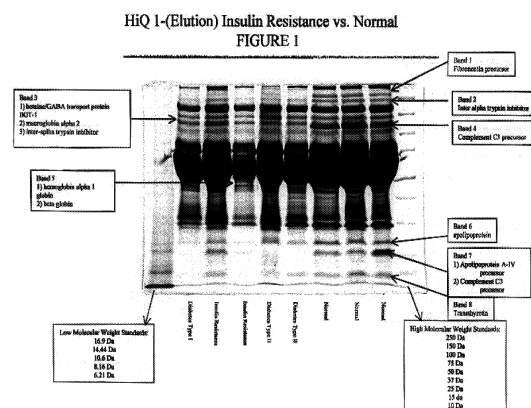 HiQ 1-(Elution) Insulin Resistance vs. Normal
FIGURE 1
Band 1
Fibronectin precursor
Band 2
Inter alpha trypsin inhibitor
Band 3
1) betaine/GABA transport protein
BGT-1
2) macroglobin alpha 2
3) inter-aplha trypsin inhibitor
Band 4
Complement C3 precursor
Band 5
1) hemoglobin alpha 1
globin
2) beta globin
Band 6
apolipoprotein
Band 7
1) Apolipoprotein A-IV
precursor
2) Complement C3
precursor
Band 8
Transthyretin
Diabetes Type I
Insulin Resistance
Insulin Resistance
Diabetes Type II
Diabetes Type II
Normal
Normal
Normal
Low Molecular Weight Standards:
16.9 Da
14.44 Da
10.6 Da
8.16 Da
6.21 Da
High Molecular Weight Standards:
250 Da
150 Da
100 Da
75 Da
50 Da
37 Da
25 Da
15 da
10 Da